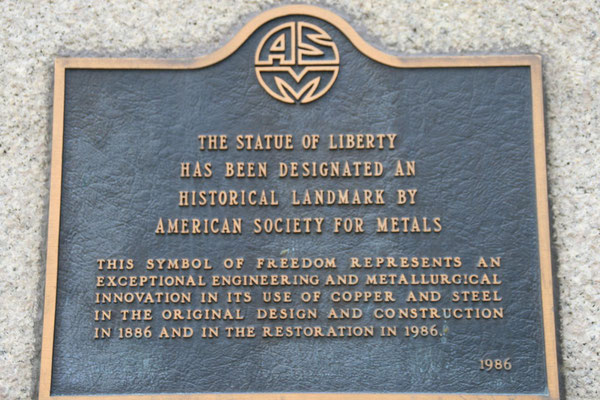 ASM
THE STATUE OF LIBERTY
HAS BEEN DESIGNATED AN
HISTORICAL LANDMARK BY
AMERICAN SOCIETY FOR METALS
THIS SYMBOL OF FREEDOM REPRESENTS AN
EXCEPTIONAL ENGINEERING AND METALLURGICAL
INNOVATION IN ITS USE OF COPPER AND STEEL
IN THE ORIGINAL DESIGN AND CONSTRUCTION
IN 1886 AND IN THE RESTORATION IN 1986.
1986